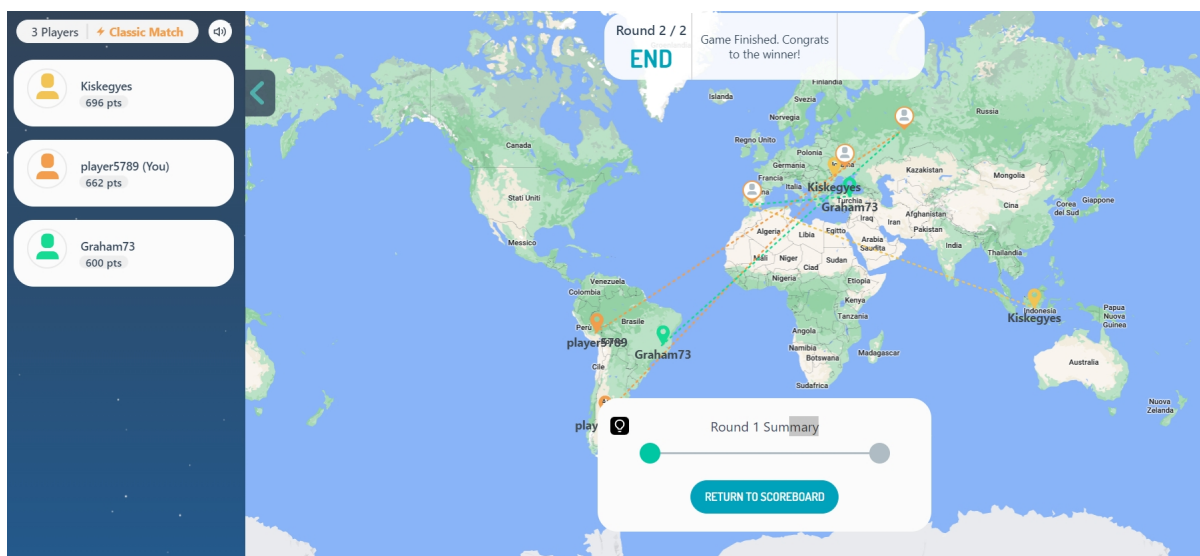 3 Players
Classic Match
Kiskegyes
696 pts
player5789 (You)
662 pts
Graham73
600 pts
Round 2 / 2
END
Game Finished. Congrats
to the winner!
Finlandia
Islanda
Svezia
Russia
Norvegia
Canada
Regno Unito
Polonia
Germania
Kazakistan
Mongolia
Francia
Italia
Kiskegyes
Stati Uniti
Turchia
Graham73
Cina
Corea
del Sud
Giappone
Afghanistan
Iraq
Iran
Pakistan
Algeria
Libia
Egitto
Messico
Arabia
Saudita
India
Mali
Niger
Ciad
Sudan
Thailandia
Venezuela
Nigeria
Etiopia
Colombia
Kenya
Indonesia
Papua
Nuova
Guinea
Kiskegyes
Tanzania
Perù
Brasile
player5789
Angola
Graham73
Namibia
Botswana
Madagascar
Cile
Australia
Sudafrica
Nuova
Zelanda
play
Round 1 Summary
RETURN TO SCOREBOARD